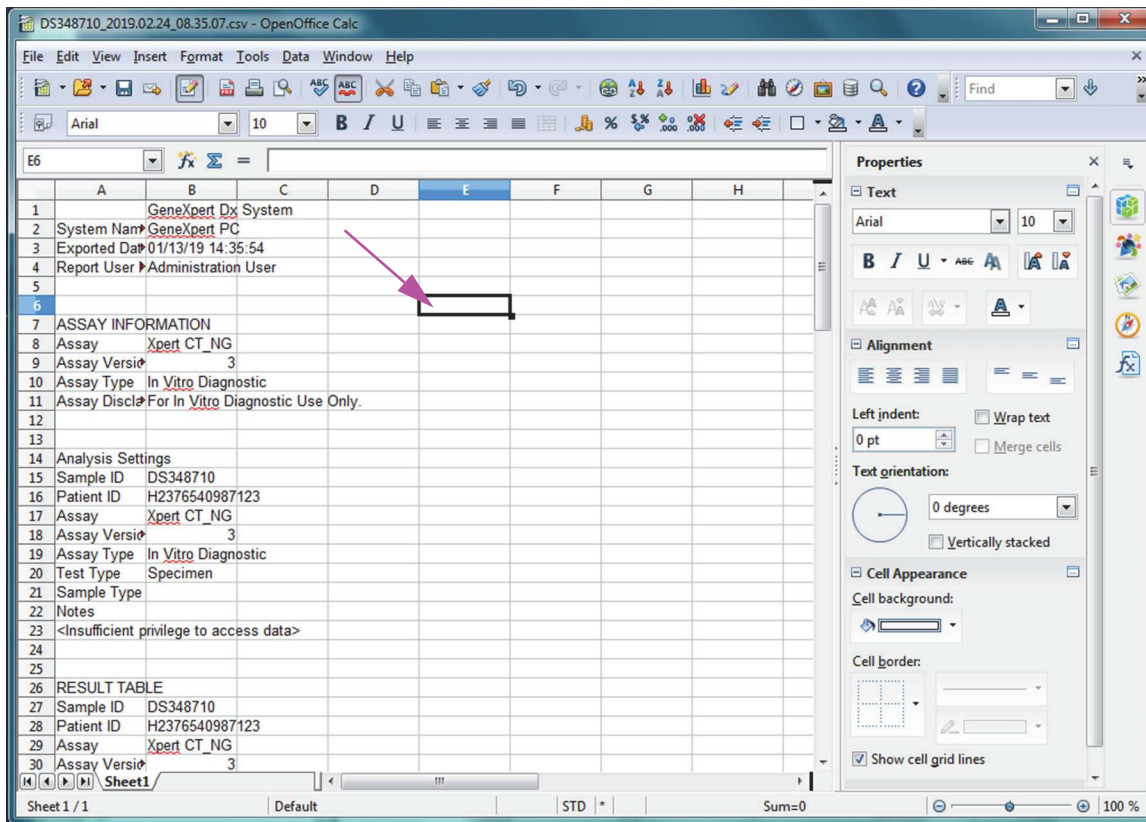 DS348710_2019.02.24_08.35.07.csv - OpenOffice Calc
File Edit View Insert Format Tools Data Window Help
ABC ABC Find
Arial 10 B I U
E6 fx Σ =
A B C D E F G H
1 GeneXpert Dx System
2 System Nam GeneXpert PC
3 Exported Dat 01/13/19 14:35:54
4 Report User Administration User
5
6
7 ASSAY INFORMATION
8 Assay Xpert CT_NG
9 Assay Versio 3
10 Assay Type In Vitro Diagnostic
11 Assay Discla For In Vitro Diagnostic Use Only.
12
13
14 Analysis Settings
15 Sample ID DS348710
16 Patient ID H2376540987123
17 Assay Xpert CT_NG
18 Assay Versio 3
19 Assay Type In Vitro Diagnostic
20 Test Type Specimen
21 Sample Type
22 Notes
23 <Insufficient privilege to access data>
24
25
26 RESULT TABLE
27 Sample ID DS348710
28 Patient ID H2376540987123
29 Assay Xpert CT_NG
30 Assay Versio 3
Sheet1
Sheet 1 / 1 Default STD * Sum=0 100 %
Properties
Text
Arial 10
B I U ABC
Alignment
Left indent:
Wrap text
0 pt
Merge cells
Text orientation:
0 degrees
Vertically stacked
Cell Appearance
Cell background:
Cell border:
Show cell grid lines